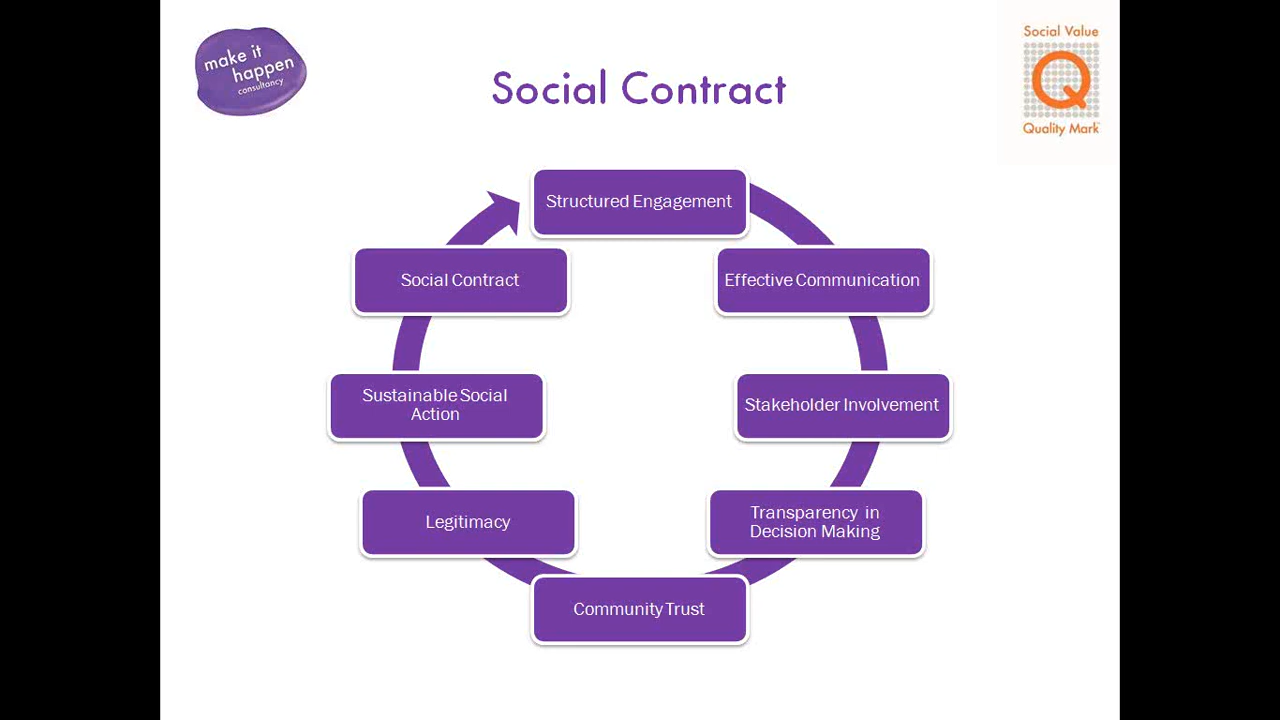 make it
happen
consultancy
Social Contract
Social Value
Q
Quality Mark™
Structured Engagement
Effective Communication
Stakeholder Involvement
Transparency in
Decision Making
Community Trust
Legitimacy
Sustainable Social
Action
Social Contract